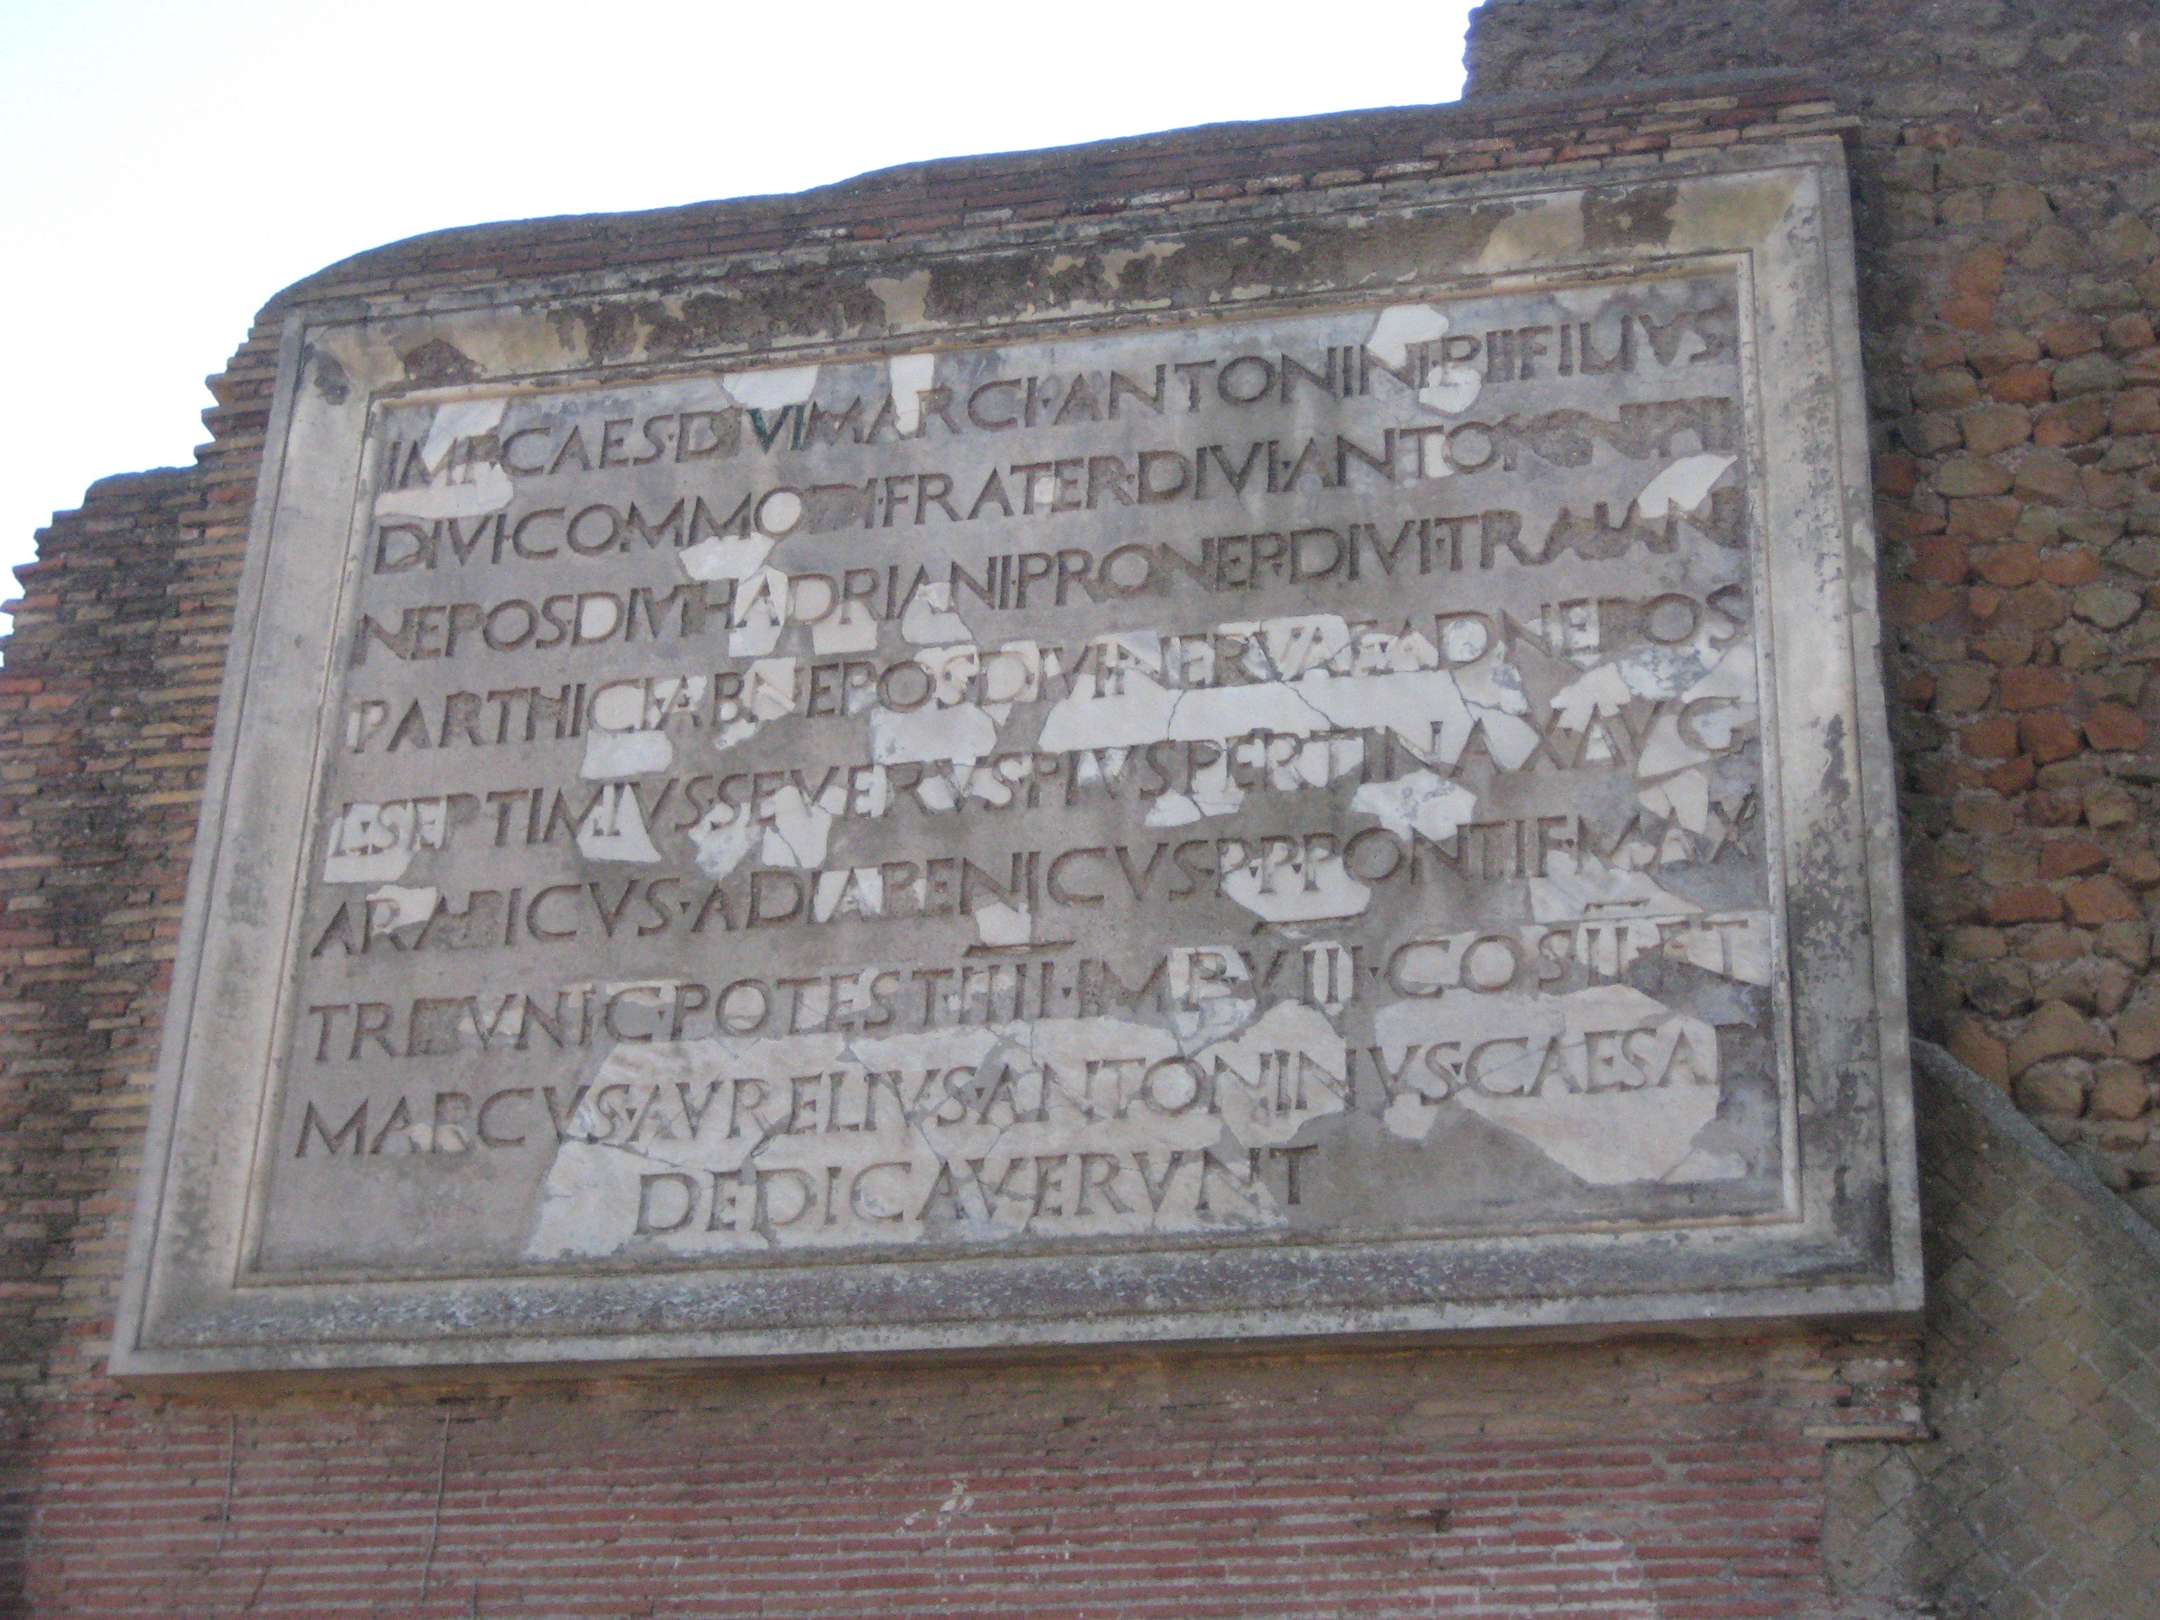 IMP·CAES·DIVI·MARCI·ANTONINI·PII·FILIVS
DIVI·COMMODI·FRATER·DIVI·ANTONINI
NEPOS·DIVI·HADRIANI·PRONEP·DIVI·TRAIANI
PARTHICI·ABNEPOS·DIVI·NERVAE·ADNEPOS
L·SEPTIMIVS·SEVERVS·PIVS·PERTINAX·AVG
ARABICVS·ADIABENICVS·P·P·PONTIF·MAX
TRIBVNIC·POTEST·IIII·IMP·VIII·COS·II·ET
MARCVS·AVRELIVS·ANTONINVS·CAESAR
DEDICAVERVNT